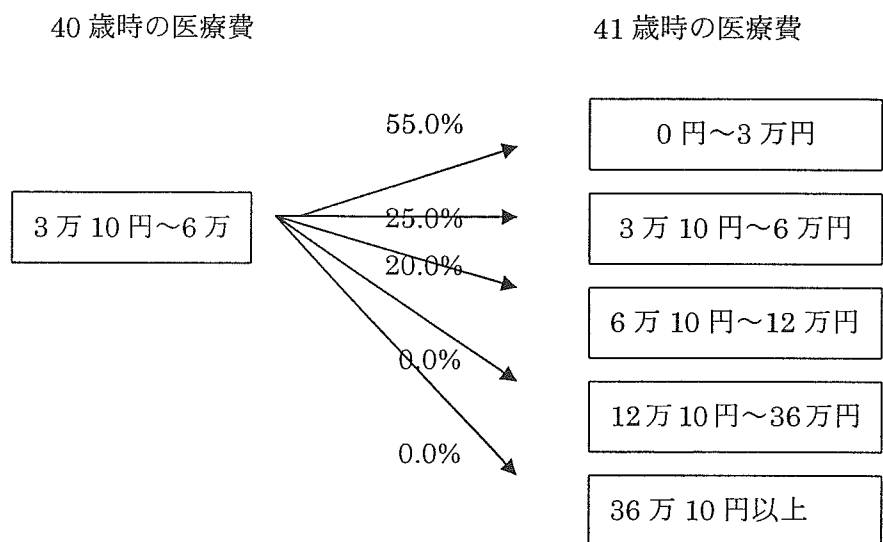 40 歳時の医療費
41 歳時の医療費
55.0%
0 円～3 万円
3 万 10 円～6 万
25.0%
3 万 10 円～6 万円
20.0%
6 万 10 円～12 万円
0.0%
12 万 10 円～36 万円
0.0%
36 万 10 円以上